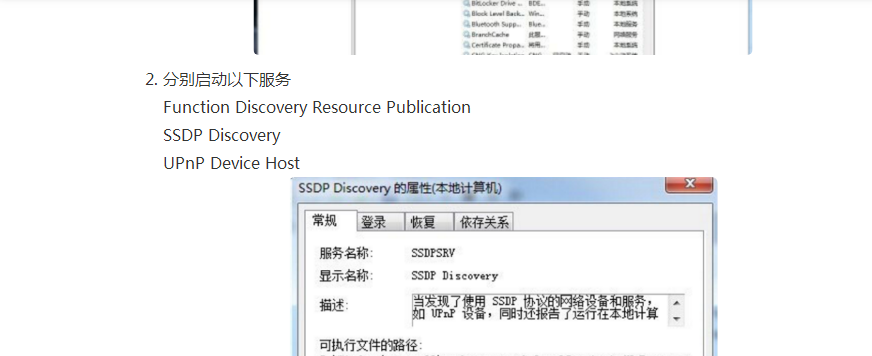 BitLocker Drive ... BDE... 手动 本地系统
Block Level Back... Win... 手动 本地系统
Bluetooth Supp... Blue... 手动 本地服务
BranchCache 此服... 手动 网络服务
Certificate Propa... 手动 本地系统
2. 分别启动以下服务
Function Discovery Resource Publication
SSDP Discovery
UPnP Device Host
SSDP Discovery 的属性(本地计算机)
常规 登录 恢复 依存关系
服务名称: SSDPSRV
显示名称: SSDP Discovery
描述: 当发现了使用 SSDP 协议的网络设备和服务，
如 UPnP 设备，同时还报告了运行在本地计算
可执行文件的路径: